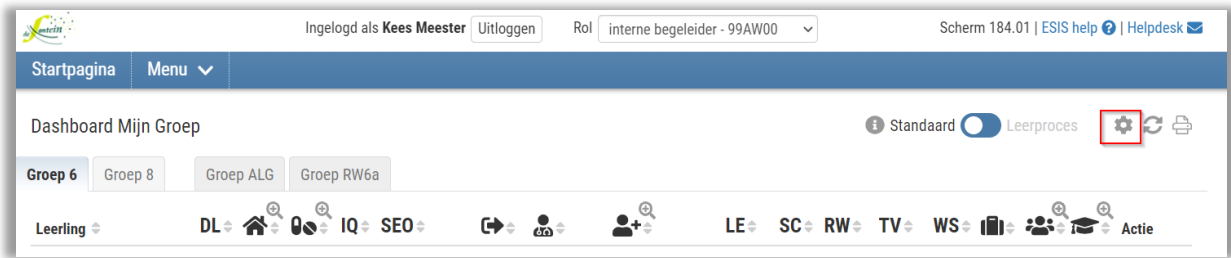 Ingelogd als Kees Meester Uitloggen Rol interne begeleider - 99AW00 Scherm 184.01 | ESIS help | Helpdesk
Startpagina Menu
Dashboard Mijn Groep Standaard Leerproces
Groep 6 Groep 8 Groep ALG Groep RW6a
Leerling DL IQ SEO LE SC RW TV WS Actie